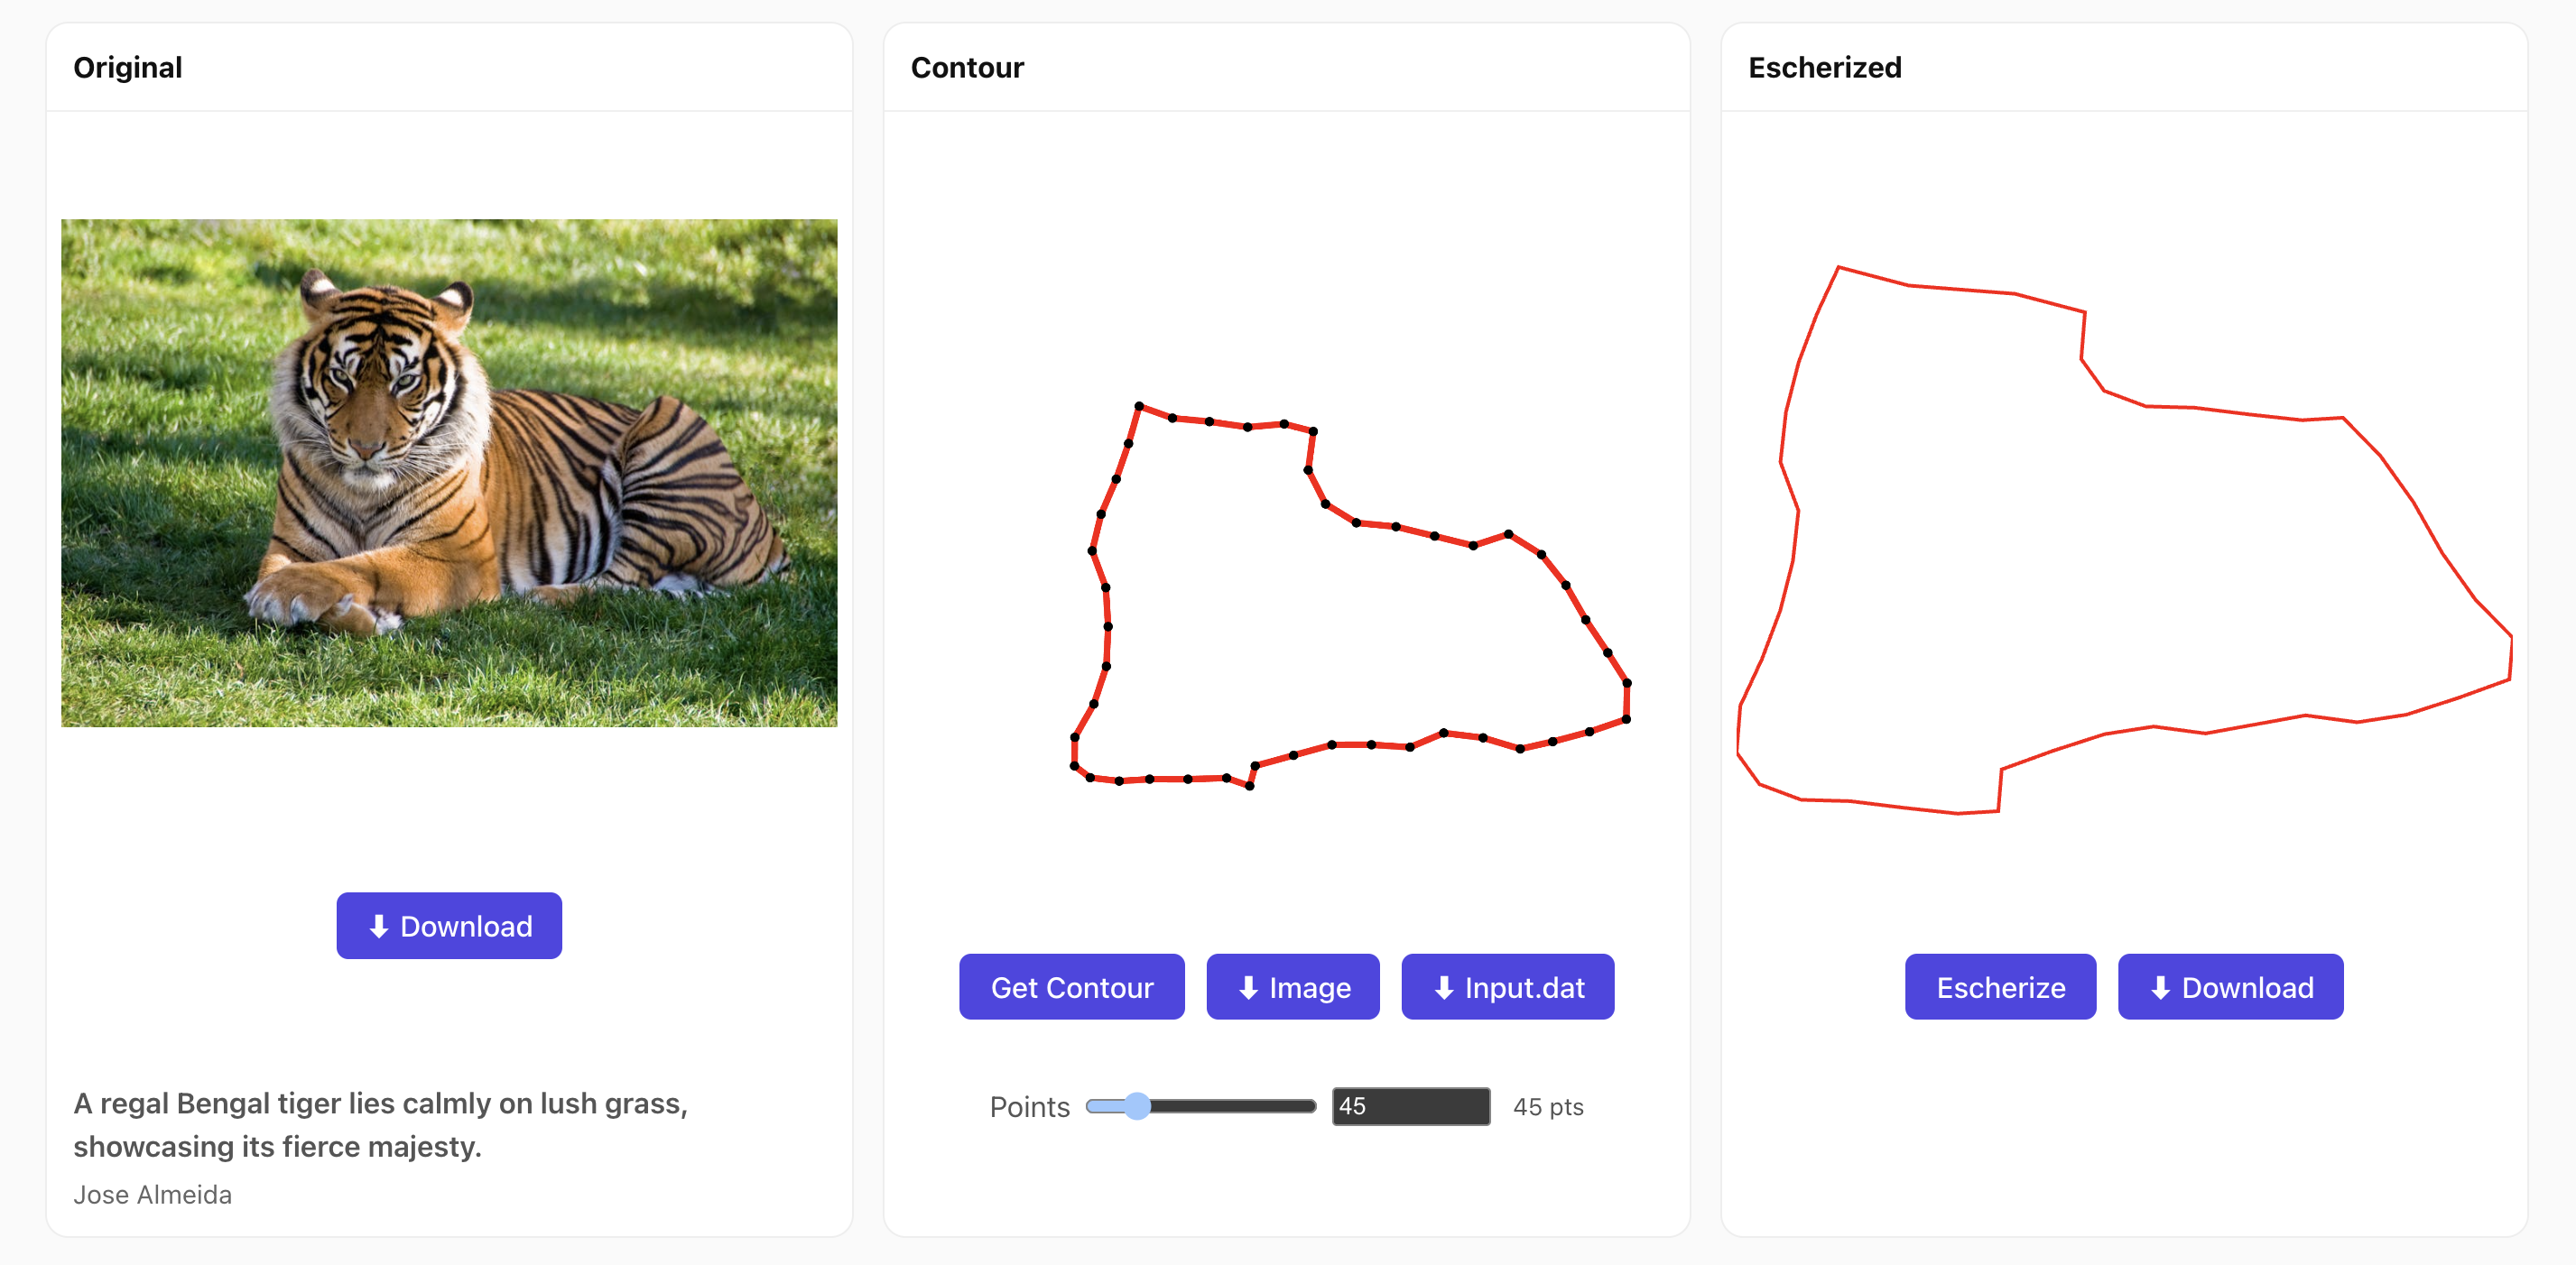 Original
Contour
Escherized
⬇ Download
Get Contour
⬇ Image
⬇ Input.dat
Escherize
⬇ Download
Points
45
45 pts
A regal Bengal tiger lies calmly on lush grass,
showcasing its fierce majesty.
Jose Almeida